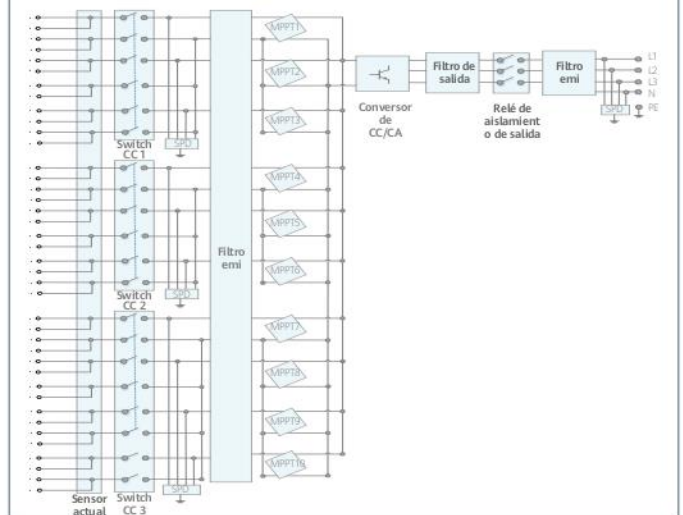 MPPT1
MPPT2
MPPT3
Switch
CC 1
SPD
MPPT4
MPPT5
MPPT6
Switch
CC 2
SPD
MPPT7
MPPT8
MPPT9
MPPT10
Sensor
actual
Switch
CC 3
SPD
Filtro
emi
Conversor
de
CC/CA
Filtro de
salida
Relé de
aislamient
o de salida
Filtro
emi
SPD
L1
L2
L3
N
PE